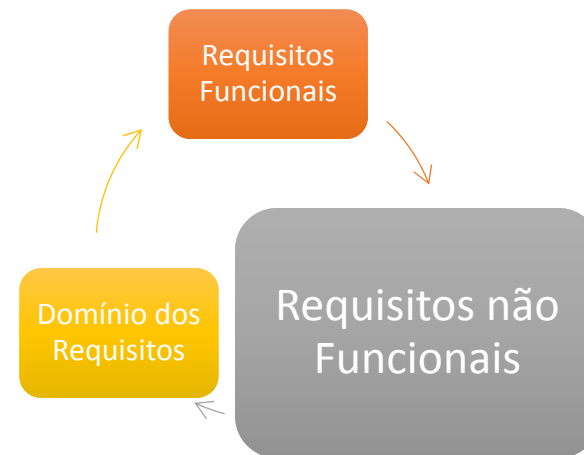 Requisitos
Funcionais
Requisitos não
Funcionais
Domínio dos
Requisitos